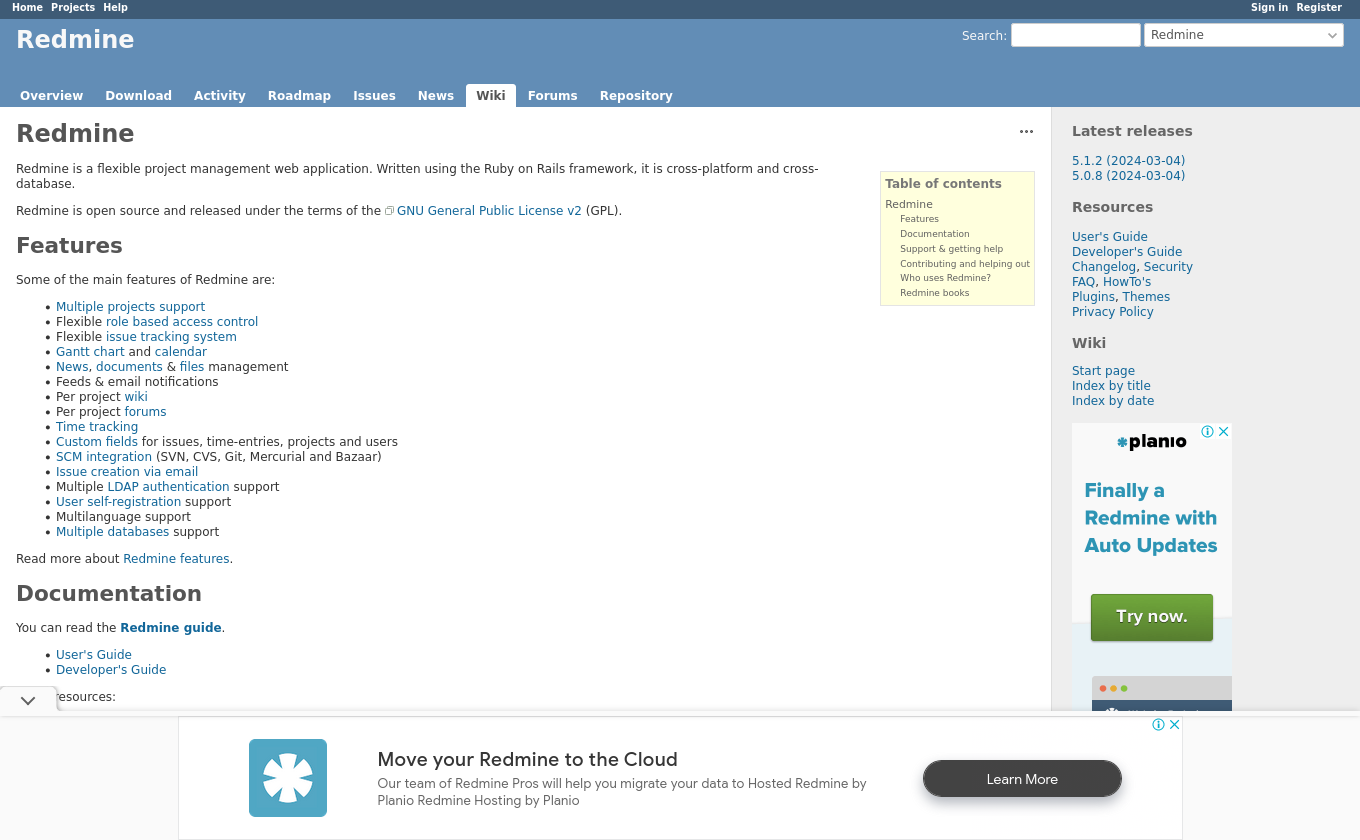 Home Projects Help
Sign in Register
Redmine
Search:
Redmine
Overview Download Activity Roadmap Issues News Wiki Forums Repository
Redmine
Redmine is a flexible project management web application. Written using the Ruby on Rails framework, it is cross-platform and cross-
database.
Redmine is open source and released under the terms of the GNU General Public License v2 (GPL).
Table of contents
Redmine
Features
Documentation
Support & getting help
Contributing and helping out
Who uses Redmine?
Redmine books
Features
Some of the main features of Redmine are:
Multiple projects support
Flexible role based access control
Flexible issue tracking system
Gantt chart and calendar
News, documents & files management
Feeds & email notifications
Per project wiki
Per project forums
Time tracking
Custom fields for issues, time-entries, projects and users
SCM integration (SVN, CVS, Git, Mercurial and Bazaar)
Issue creation via email
Multiple LDAP authentication support
User self-registration support
Multilanguage support
Multiple databases support
Read more about Redmine features.
Documentation
You can read the Redmine guide.
User's Guide
Developer's Guide
resources:
Latest releases
5.1.2 (2024-03-04)
5.0.8 (2024-03-04)
Resources
User's Guide
Developer's Guide
Changelog, Security
FAQ, HowTo's
Plugins, Themes
Privacy Policy
Wiki
Start page
Index by title
Index by date
planio
Finally a
Redmine with
Auto Updates
Try now.
Move your Redmine to the Cloud
Our team of Redmine Pros will help you migrate your data to Hosted Redmine by
Planio Redmine Hosting by Planio
Learn More